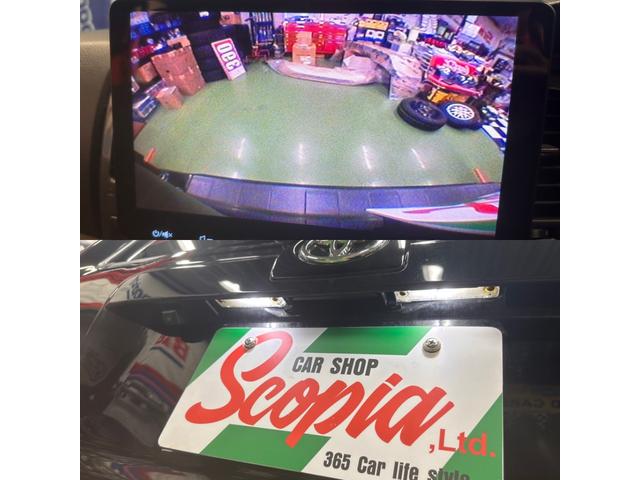 CAR SHOP
Scopia
,Ltd.
365 Car life style